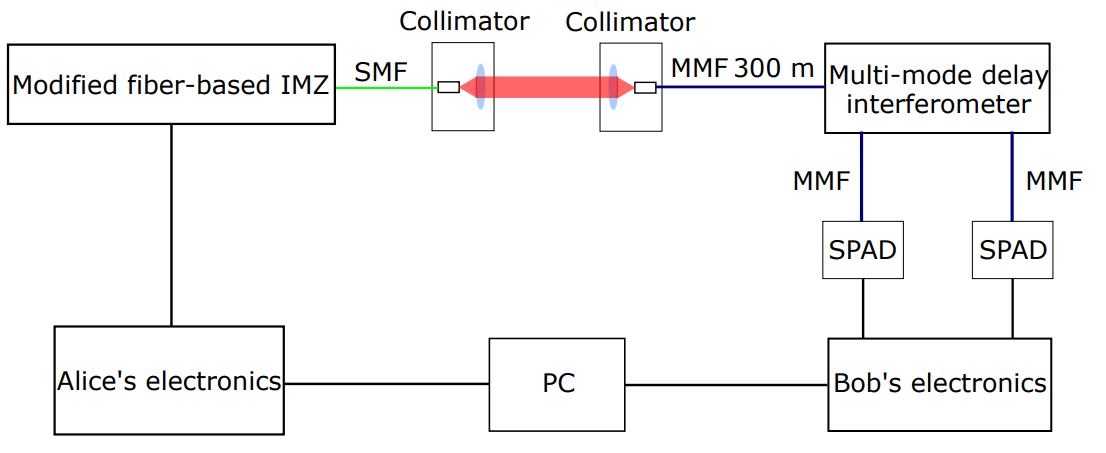 Collimator
Collimator
Modified fiber-based IMZ
SMF
MMF 300 m
Multi-mode delay
interferometer
MMF
MMF
SPAD
SPAD
Alice's electronics
PC
Bob's electronics